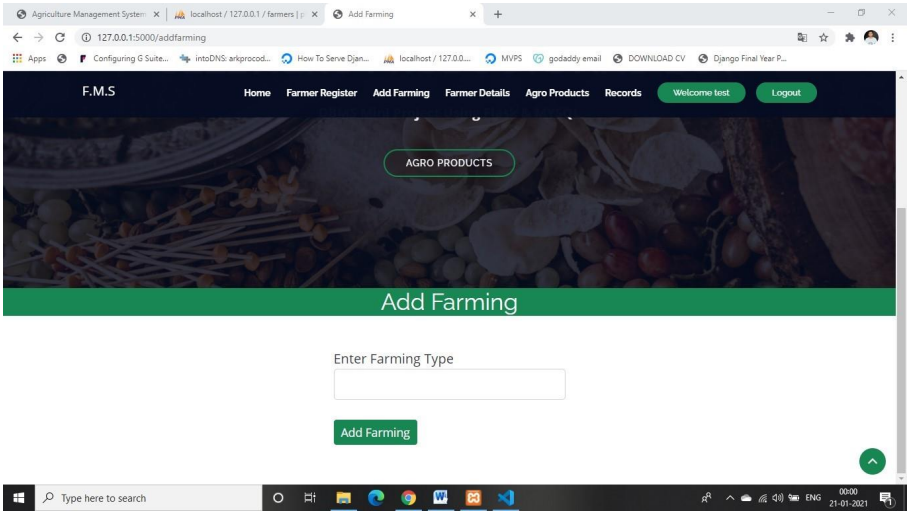 Agriculture Management System
localhost / 127.0.0.1 / farmers | p
Add Farming
127.0.0.1:5000/addfarming
Apps
Configuring G Suite...
intoDNS: arkprocod...
How To Serve Djan...
localhost / 127.0.0....
MVPS
godaddy email
DOWNLOAD CV
Django Final Year P...
F.M.S
Home
Farmer Register
Add Farming
Farmer Details
Agro Products
Records
Welcome test
Logout
AGRO PRODUCTS
Add Farming
Enter Farming Type
Add Farming
Type here to search
ENG
00:00
21-01-2021